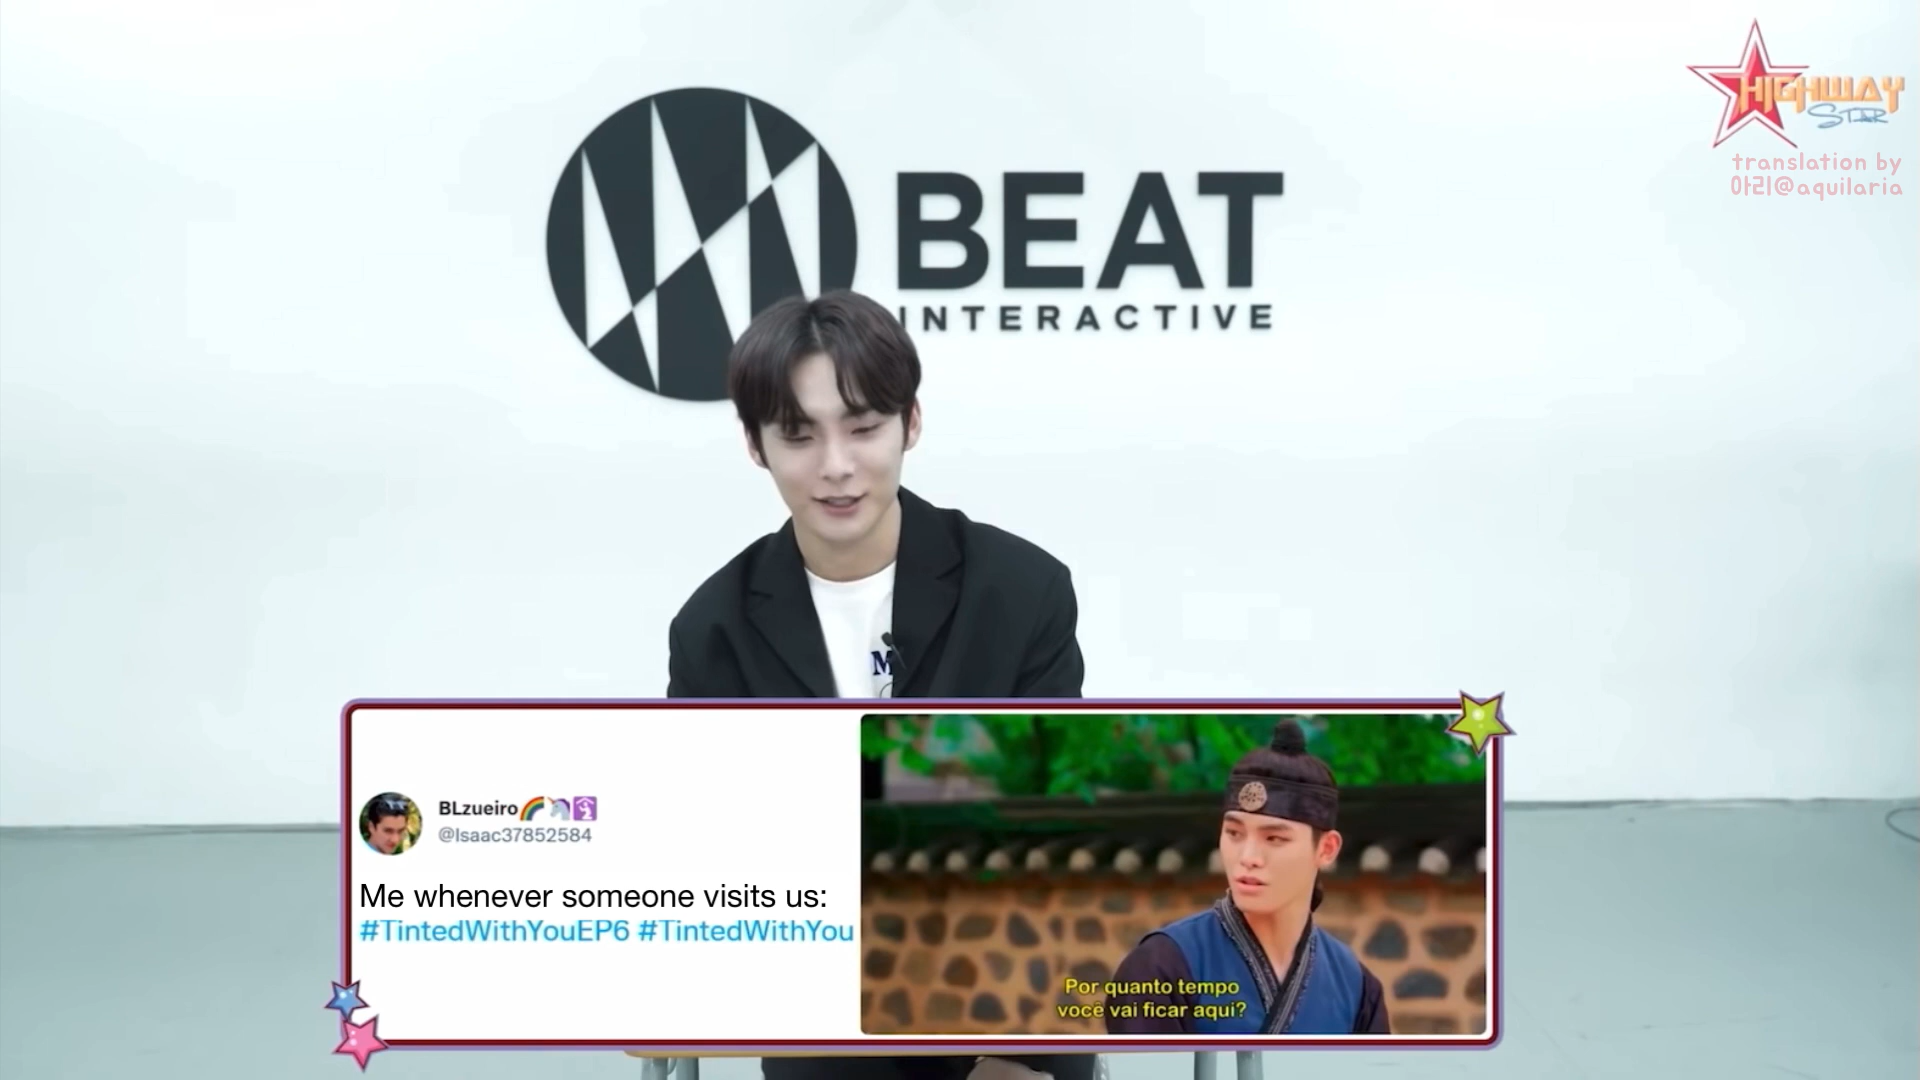 HIGHWAY
STAR
translation by
아리@aquilaria
BEAT
INTERACTIVE
M
BLzueiro
@Isaac37852584
Me whenever someone visits us:
#TintedWithYouEP6 #TintedWithYou
Por quanto tempo
você vai ficar aqui?